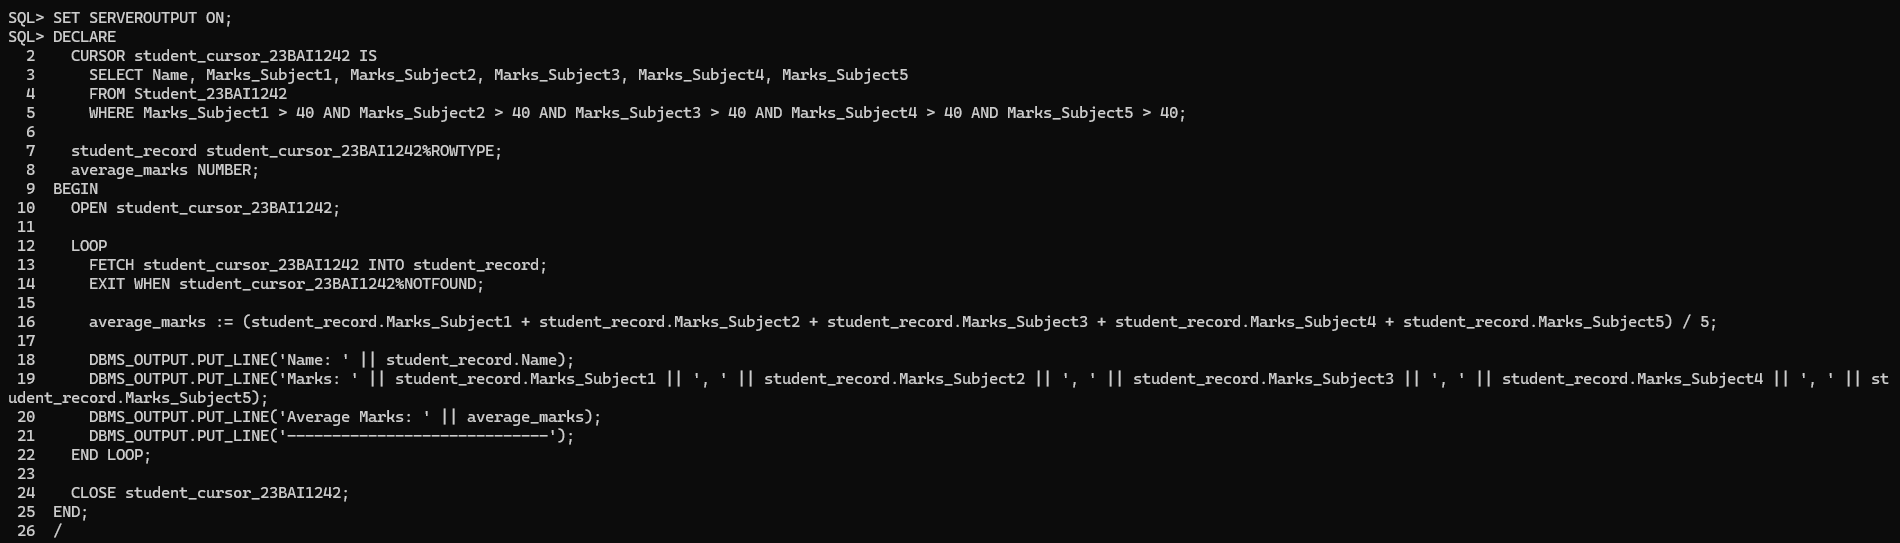 SQL> SET SERVEROUTPUT ON;
SQL> DECLARE
  2    CURSOR student_cursor_23BAI1242 IS
  3      SELECT Name, Marks_Subject1, Marks_Subject2, Marks_Subject3, Marks_Subject4, Marks_Subject5
  4      FROM Student_23BAI1242
  5      WHERE Marks_Subject1 > 40 AND Marks_Subject2 > 40 AND Marks_Subject3 > 40 AND Marks_Subject4 > 40 AND Marks_Subject5 > 40;
  6
  7    student_record student_cursor_23BAI1242%ROWTYPE;
  8    average_marks NUMBER;
  9  BEGIN
 10    OPEN student_cursor_23BAI1242;
 11
 12    LOOP
 13      FETCH student_cursor_23BAI1242 INTO student_record;
 14      EXIT WHEN student_cursor_23BAI1242%NOTFOUND;
 15
 16      average_marks := (student_record.Marks_Subject1 + student_record.Marks_Subject2 + student_record.Marks_Subject3 + student_record.Marks_Subject4 + student_record.Marks_Subject5) / 5;
 17
 18      DBMS_OUTPUT.PUT_LINE('Name: ' || student_record.Name);
 19      DBMS_OUTPUT.PUT_LINE('Marks: ' || student_record.Marks_Subject1 || ', ' || student_record.Marks_Subject2 || ', ' || student_record.Marks_Subject3 || ', ' || student_record.Marks_Subject4 || ', ' || st
udent_record.Marks_Subject5);
 20      DBMS_OUTPUT.PUT_LINE('Average Marks: ' || average_marks);
 21      DBMS_OUTPUT.PUT_LINE('-----------------------------');
 22    END LOOP;
 23
 24    CLOSE student_cursor_23BAI1242;
 25  END;
 26  /